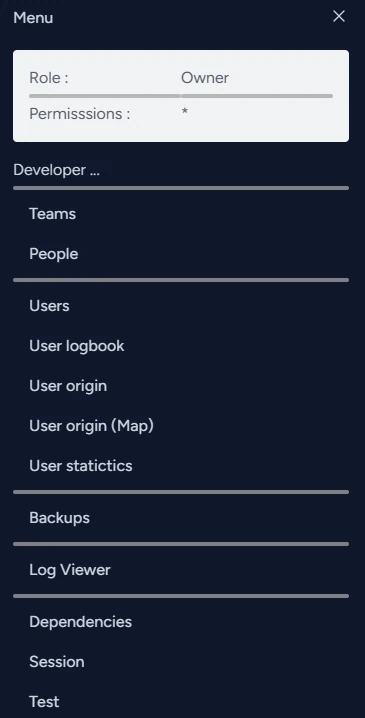 Menu
Role : Owner
Permisssions : *
Developer ...
Teams
People
Users
User logbook
User origin
User origin (Map)
User statictics
Backups
Log Viewer
Dependencies
Session
Test